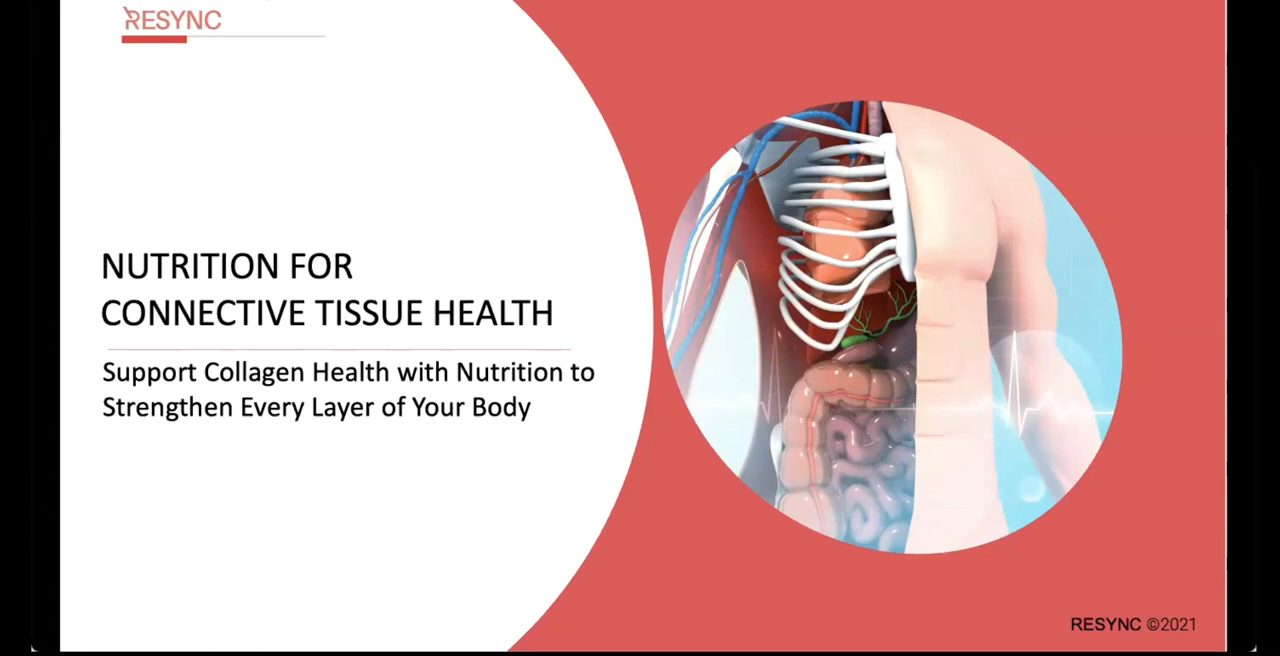 RESYNC
NUTRITION FOR
CONNECTIVE TISSUE HEALTH
Support Collagen Health with Nutrition to
Strengthen Every Layer of Your Body
RESYNC ©2021